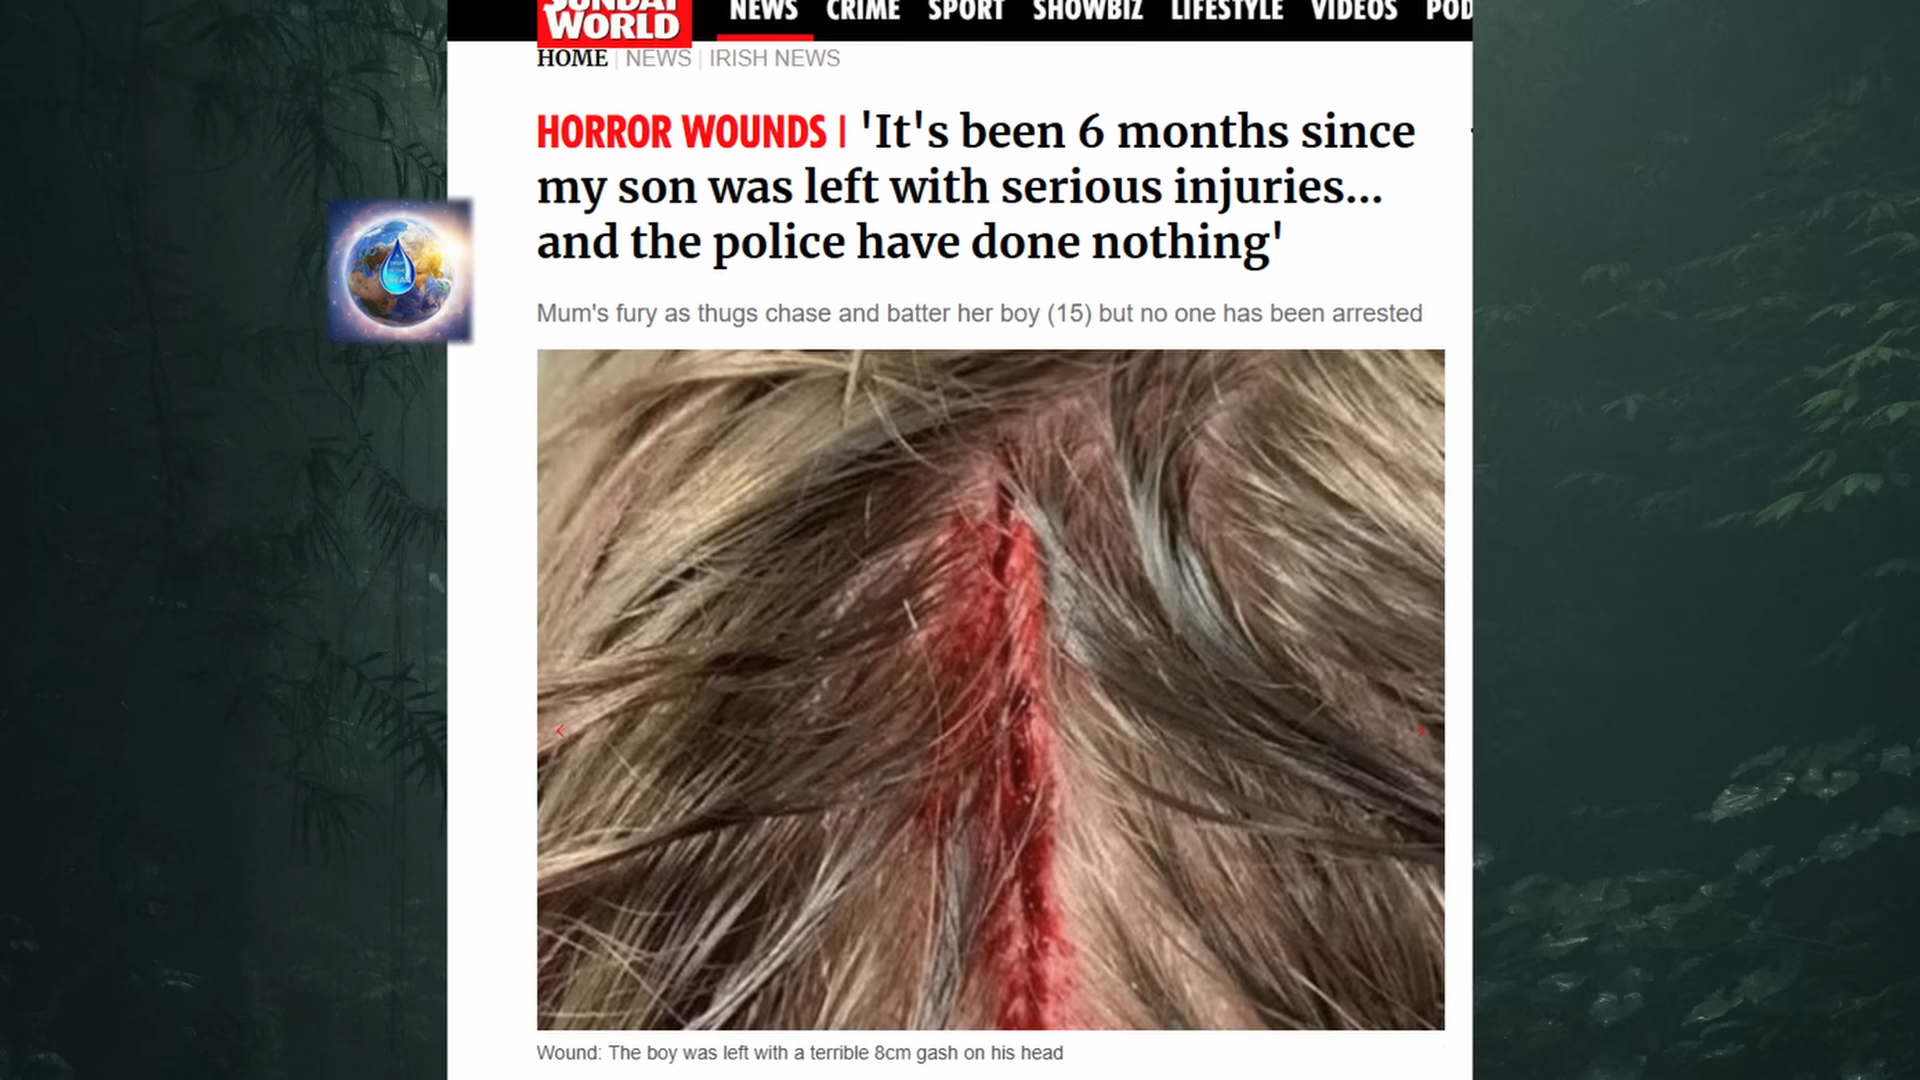 SUNDAY
WORLD
NEWS CRIME SPORT SHOWBIZ LIFESTYLE VIDEOS POD
HOME | NEWS | IRISH NEWS
HORROR WOUNDS | 'It's been 6 months since
my son was left with serious injuries...
and the police have done nothing'
Mum's fury as thugs chase and batter her boy (15) but no one has been arrested
Wound: The boy was left with a terrible 8cm gash on his head